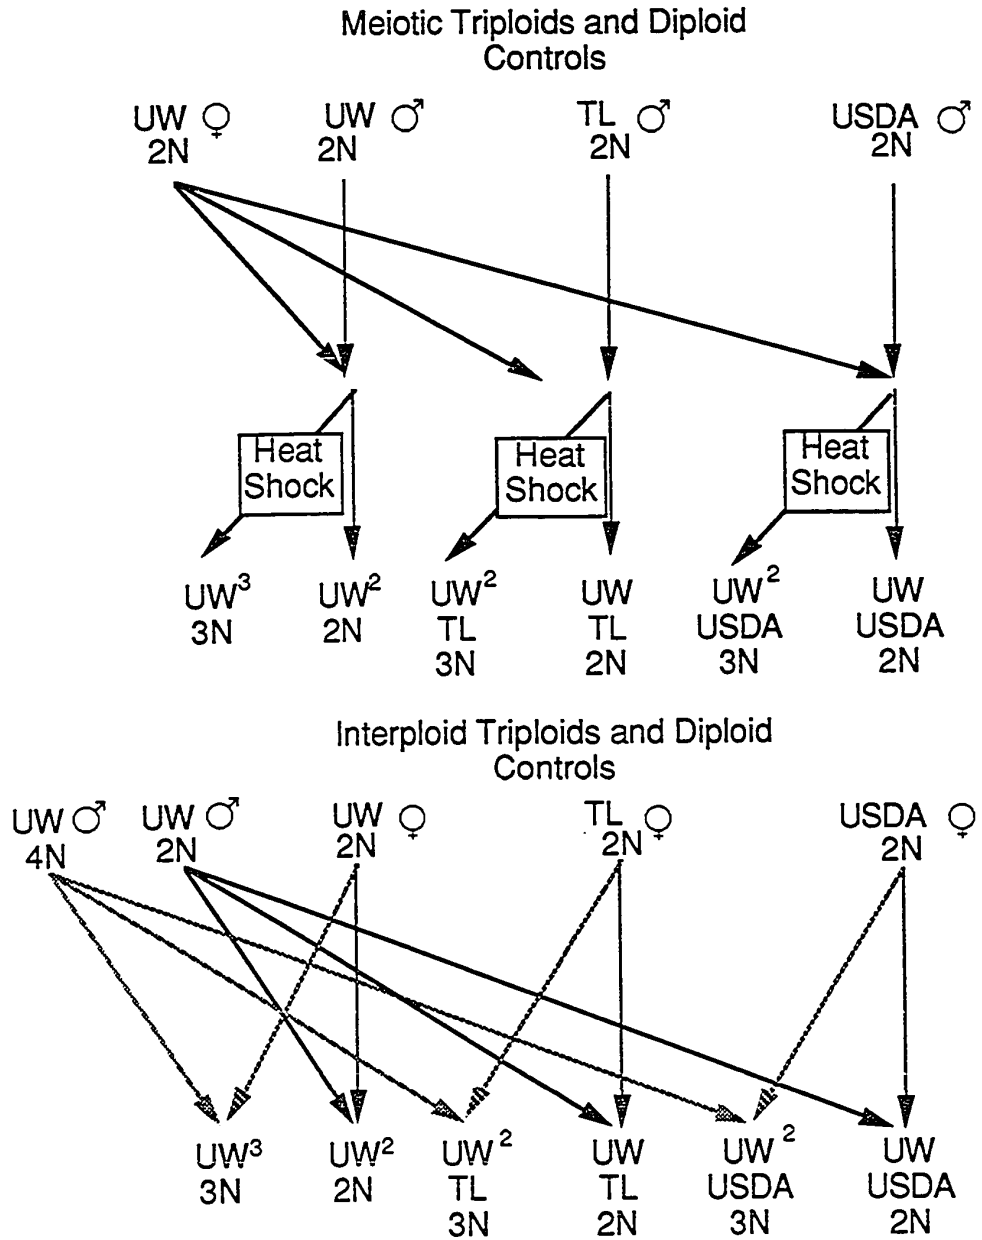 Meiotic Triploids and Diploid
Controls
UW ♀ UW ♂ TL ♂ USDA ♂
2N 2N 2N 2N
Heat Heat Heat
Shock Shock Shock
UW³ UW² UW² UW UW² UW
3N 2N TL TL USDA USDA
3N 2N 3N 2N
Interploid Triploids and Diploid
Controls
UW ♂ UW ♂ UW ♀ TL ♀ USDA ♀
4N 2N 2N 2N 2N
UW³ UW² UW² UW UW² UW
3N 2N TL TL USDA USDA
3N 2N 3N 2N